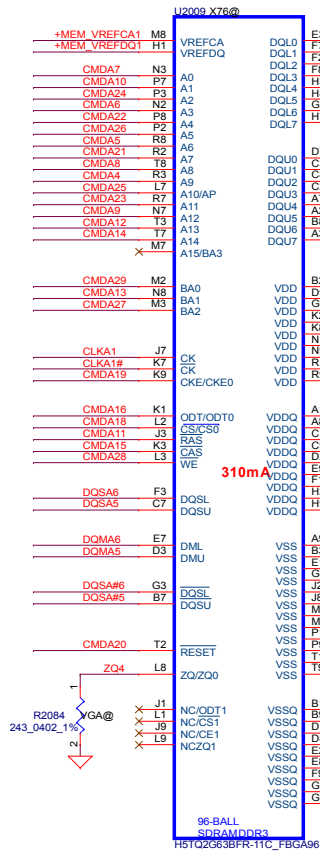 U2009 X76@
+MEM_VREFCA1 M8 VREFCA
+MEM_VREFDQ1 H1 VREFDQ
CMDA7 N3 A0
CMDA10 P7 A1
CMDA24 P3 A2
CMDA6 N2 A3
CMDA22 P8 A4
CMDA26 P2 A5
CMDA5 R8 A6
CMDA21 R2 A7
CMDA8 T8 A8
CMDA4 R3 A9
CMDA25 L7 A10/AP
CMDA23 R7 A11
CMDA9 N7 A12
CMDA12 T3 A13
CMDA14 T7 A14
M7 A15/BA3
DQL0
DQL1
DQL2
DQL3
DQL4
DQL5
DQL6
DQL7
DQU0
DQU1
DQU2
DQU3
DQU4
DQU5
DQU6
DQU7
CMDA29 M2 BA0
CMDA13 N8 BA1
CMDA27 M3 BA2
VDD
VDD
VDD
VDD
VDD
VDD
VDD
VDD
VDD
CLKA1 J7 CK
CLKA1# K7 CK
CMDA19 K9 CKE/CKE0
CMDA16 K1 ODT/ODT0
CMDA18 L2 CS/CS0
CMDA11 J3 RAS
CMDA15 K3 CAS
CMDA28 L3 WE
310mA
VDDQ
VDDQ
VDDQ
VDDQ
VDDQ
VDDQ
VDDQ
VDDQ
VDDQ
DQSA6 F3 DQSL
DQSA5 C7 DQSU
DQMA6 E7 DML
DQMA5 D3 DMU
DQSA#6 G3 DQSL
DQSA#5 B7 DQSU
VSS
VSS
VSS
VSS
VSS
VSS
VSS
VSS
VSS
VSS
VSS
VSS
CMDA20 T2 RESET
ZQ4 L8 ZQ/ZQ0
J1 NC/ODT1
L1 NC/CS1
J9 NC/CE1
L9 NCZQ1
VSSQ
VSSQ
VSSQ
VSSQ
VSSQ
VSSQ
VSSQ
VSSQ
VSSQ
1
R2084 VGA@
243_0402_1%
2
96-BALL
SDRAMDDR3
H5TQ2G63BFR-11C_FBGA96